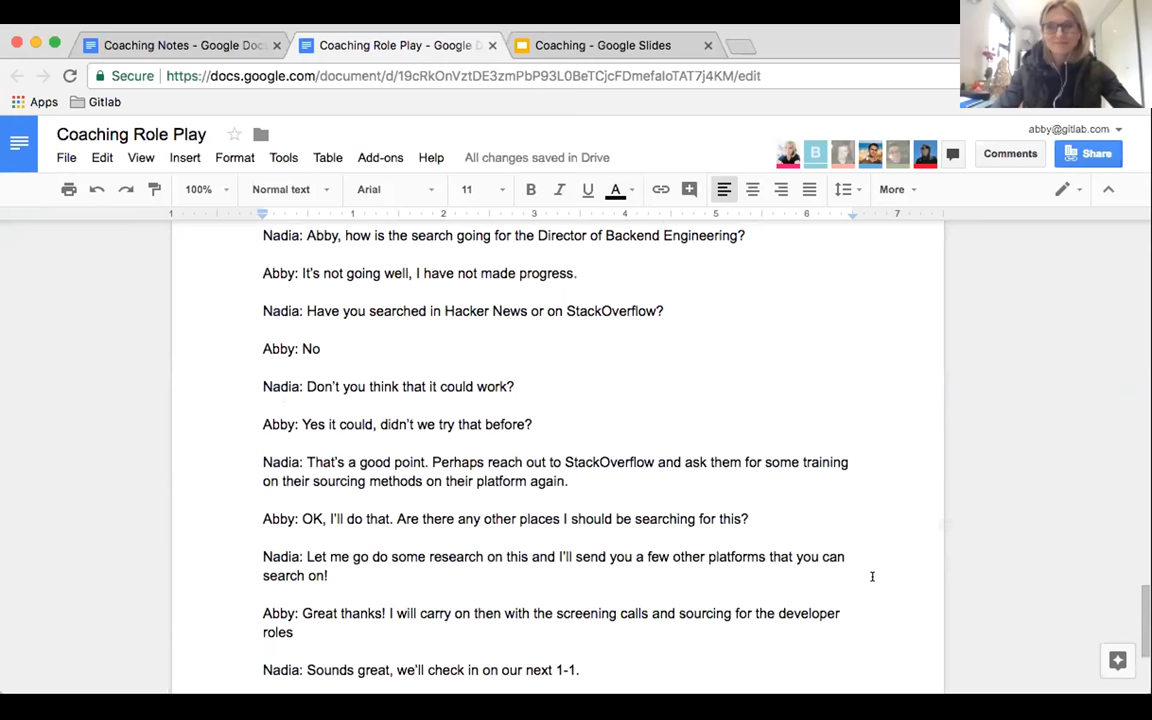 Coaching Notes - Google Doc
Coaching Role Play - Google D
Coaching - Google Slides
Secure
https://docs.google.com/document/d/19cRkOnVztDE3zmPbP93L0BeTCjcFDmefaIoTAT7j4KM/edit
Apps Gitlab
Coaching Role Play
abby@gitlab.com
File Edit View Insert Format Tools Table Add-ons Help All changes saved in Drive
B
Comments
Share
100% Normal text Arial 11 B I U A More
1 1 2 3 4 5 6 7
Nadia: Abby, how is the search going for the Director of Backend Engineering?
Abby: It's not going well, I have not made progress.
Nadia: Have you searched in Hacker News or on StackOverflow?
Abby: No
Nadia: Don't you think that it could work?
Abby: Yes it could, didn't we try that before?
Nadia: That's a good point. Perhaps reach out to StackOverflow and ask them for some training
on their sourcing methods on their platform again.
Abby: OK, I'll do that. Are there any other places I should be searching for this?
Nadia: Let me go do some research on this and I'll send you a few other platforms that you can
search on!
Abby: Great thanks! I will carry on then with the screening calls and sourcing for the developer
roles
Nadia: Sounds great, we'll check in on our next 1-1.